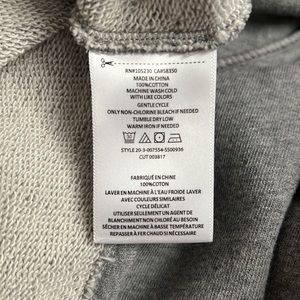 RN#105230 CA#58350
MADE IN CHINA
100%COTTON
MACHINE WASH COLD
WITH LIKE COLORS
GENTLE CYCLE
ONLY NON-CHLORINE BLEACH IF NEEDED
TUMBLE DRY LOW
WARM IRON IF NEEDED
STYLE 20-3-007554-5500936
CUT 003817
FABRIQUÉ EN CHINE
100%COTON
LAVER EN MACHINE À L'EAU FROIDE LAVER
AVEC COULEURS SIMILAIRES
CYCLE DÉLICAT
UTILISER SEULEMENT UN AGENT DE
BLANCHIMENT NON CHLORÉ AU BESOIN
SÉCHER EN MACHINE À BASSE TEMPÉRATURE
REPASSER À FER CHAUD SI NÉCESSAIRE